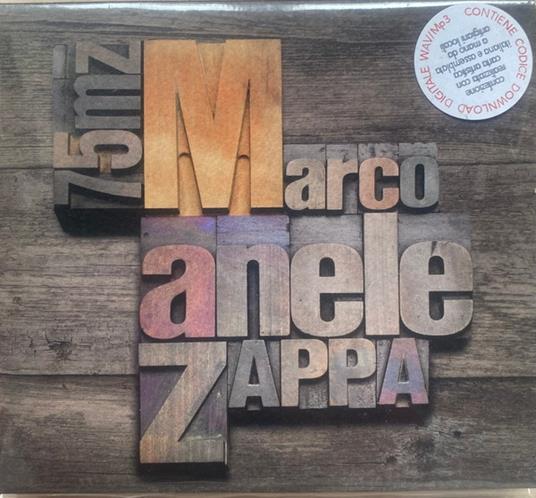 75mz
Marco
anele
ZAPPA
CONTIENE CODICE DOWNLOAD DIGITALE WAV/Mp3
confezione
realizzata con
carta artistica
italiana e assemblata
a mano da
artigiani locali